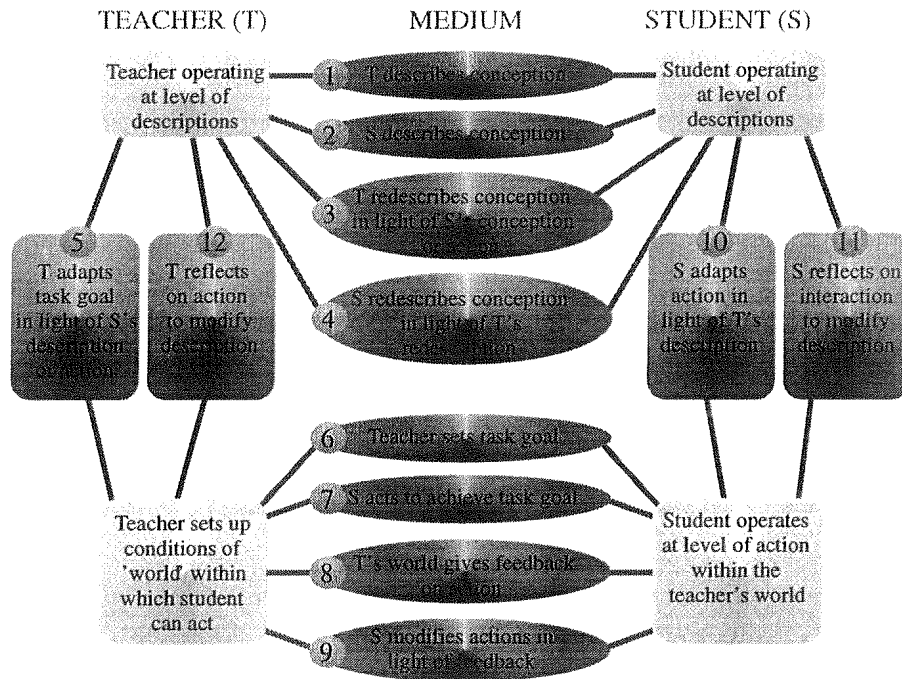 TEACHER (T)
MEDIUM
STUDENT (S)
Teacher operating
at level of
descriptions
1
T describes conception
Student operating
at level of
descriptions
2
S describes conception
3
T redescribes conception
in light of S's conception
or action
4
S redescribes conception
in light of T's
redescription
5
T adapts
task goal
in light of S's
description
or action
12
T reflects
on action
to modify
description
10
S adapts
action in
light of T's
description
11
S reflects on
interaction
to modify
description
6
Teacher sets task goal
7
S acts to achieve task goal
8
T's world gives feedback
on action
9
S modifies actions in
light of feedback
Teacher sets up
conditions of
'world' within
which student
can act
Student operates
at level of action
within the
teacher's world